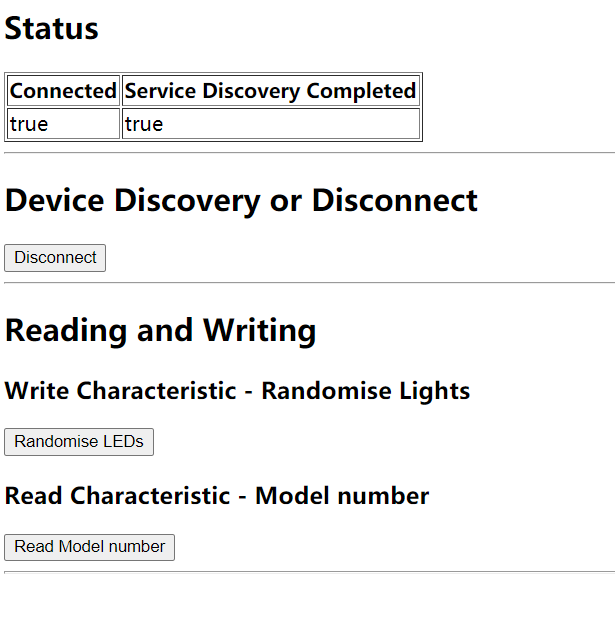 Status
Connected Service Discovery Completed
true true
Device Discovery or Disconnect
Disconnect
Reading and Writing
Write Characteristic - Randomise Lights
Randomise LEDs
Read Characteristic - Model number
Read Model number